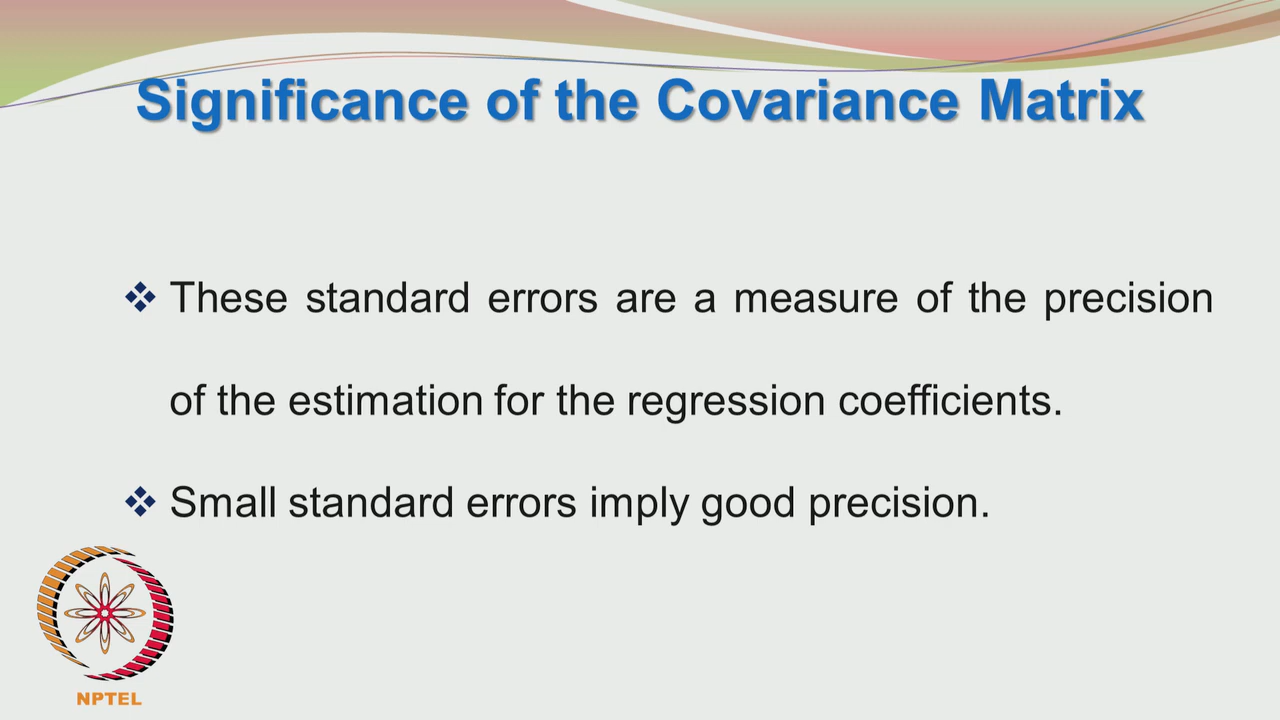 Significance of the Covariance Matrix
❖ These standard errors are a measure of the precision
of the estimation for the regression coefficients.
❖ Small standard errors imply good precision.
NPTEL